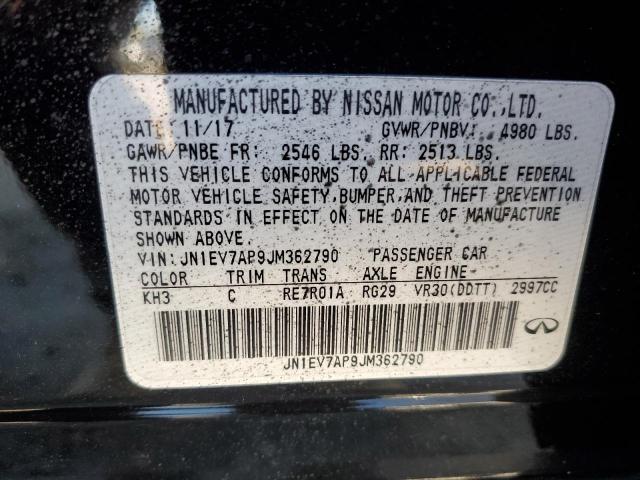 MANUFACTURED BY NISSAN MOTOR CO.,LTD.
DATE: 11/17 GVWR/PNBV: 4980 LBS.
GAWR/PNBE FR: 2546 LBS. RR: 2513 LBS.
THIS VEHICLE CONFORMS TO ALL APPLICABLE FEDERAL
MOTOR VEHICLE SAFETY, BUMPER, AND THEFT PREVENTION
STANDARDS IN EFFECT ON THE DATE OF MANUFACTURE
SHOWN ABOVE.
VIN: JN1EV7AP9JM362790 PASSENGER CAR
COLOR TRIM TRANS AXLE ENGINE
KH3 C RE7R01A RG29 VR30(DDTT) 2997CC
JN1EV7AP9JM362790